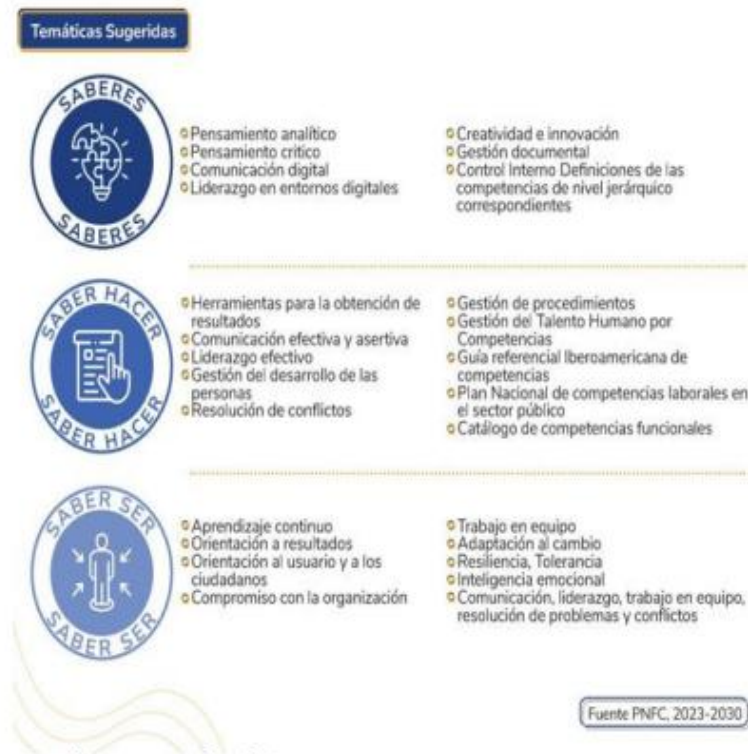 Temáticas Sugeridas
SABERES
SABERES
Pensamiento analítico
Pensamiento critico
Comunicación digital
Liderazgo en entornos digitales
Creatividad e innovación
Gestión documental
Control Interno Definiciones de las
competencias de nivel jerárquico
correspondientes
SABER HACER
SABER HACER
Herramientas para la obtención de
resultados
Comunicación efectiva y asertiva
Liderazgo efectivo
Gestión del desarrollo de las
personas
Resolución de conflictos
Gestión de procedimientos
Gestión del Talento Humano por
Competencias
Guía referencial Iberoamericana de
competencias
Plan Nacional de competencias laborales en
el sector público
Catálogo de competencias funcionales
SABER SER
SABER SER
Aprendizaje continuo
Orientación a resultados
Orientación al usuario y a los
ciudadanos
Compromiso con la organización
Trabajo en equipo
Adaptación al cambio
Resiliencia, Tolerancia
Inteligencia emocional
Comunicación, liderazgo, trabajo en equipo,
resolución de problemas y conflictos
Fuente PNFC, 2023-2030